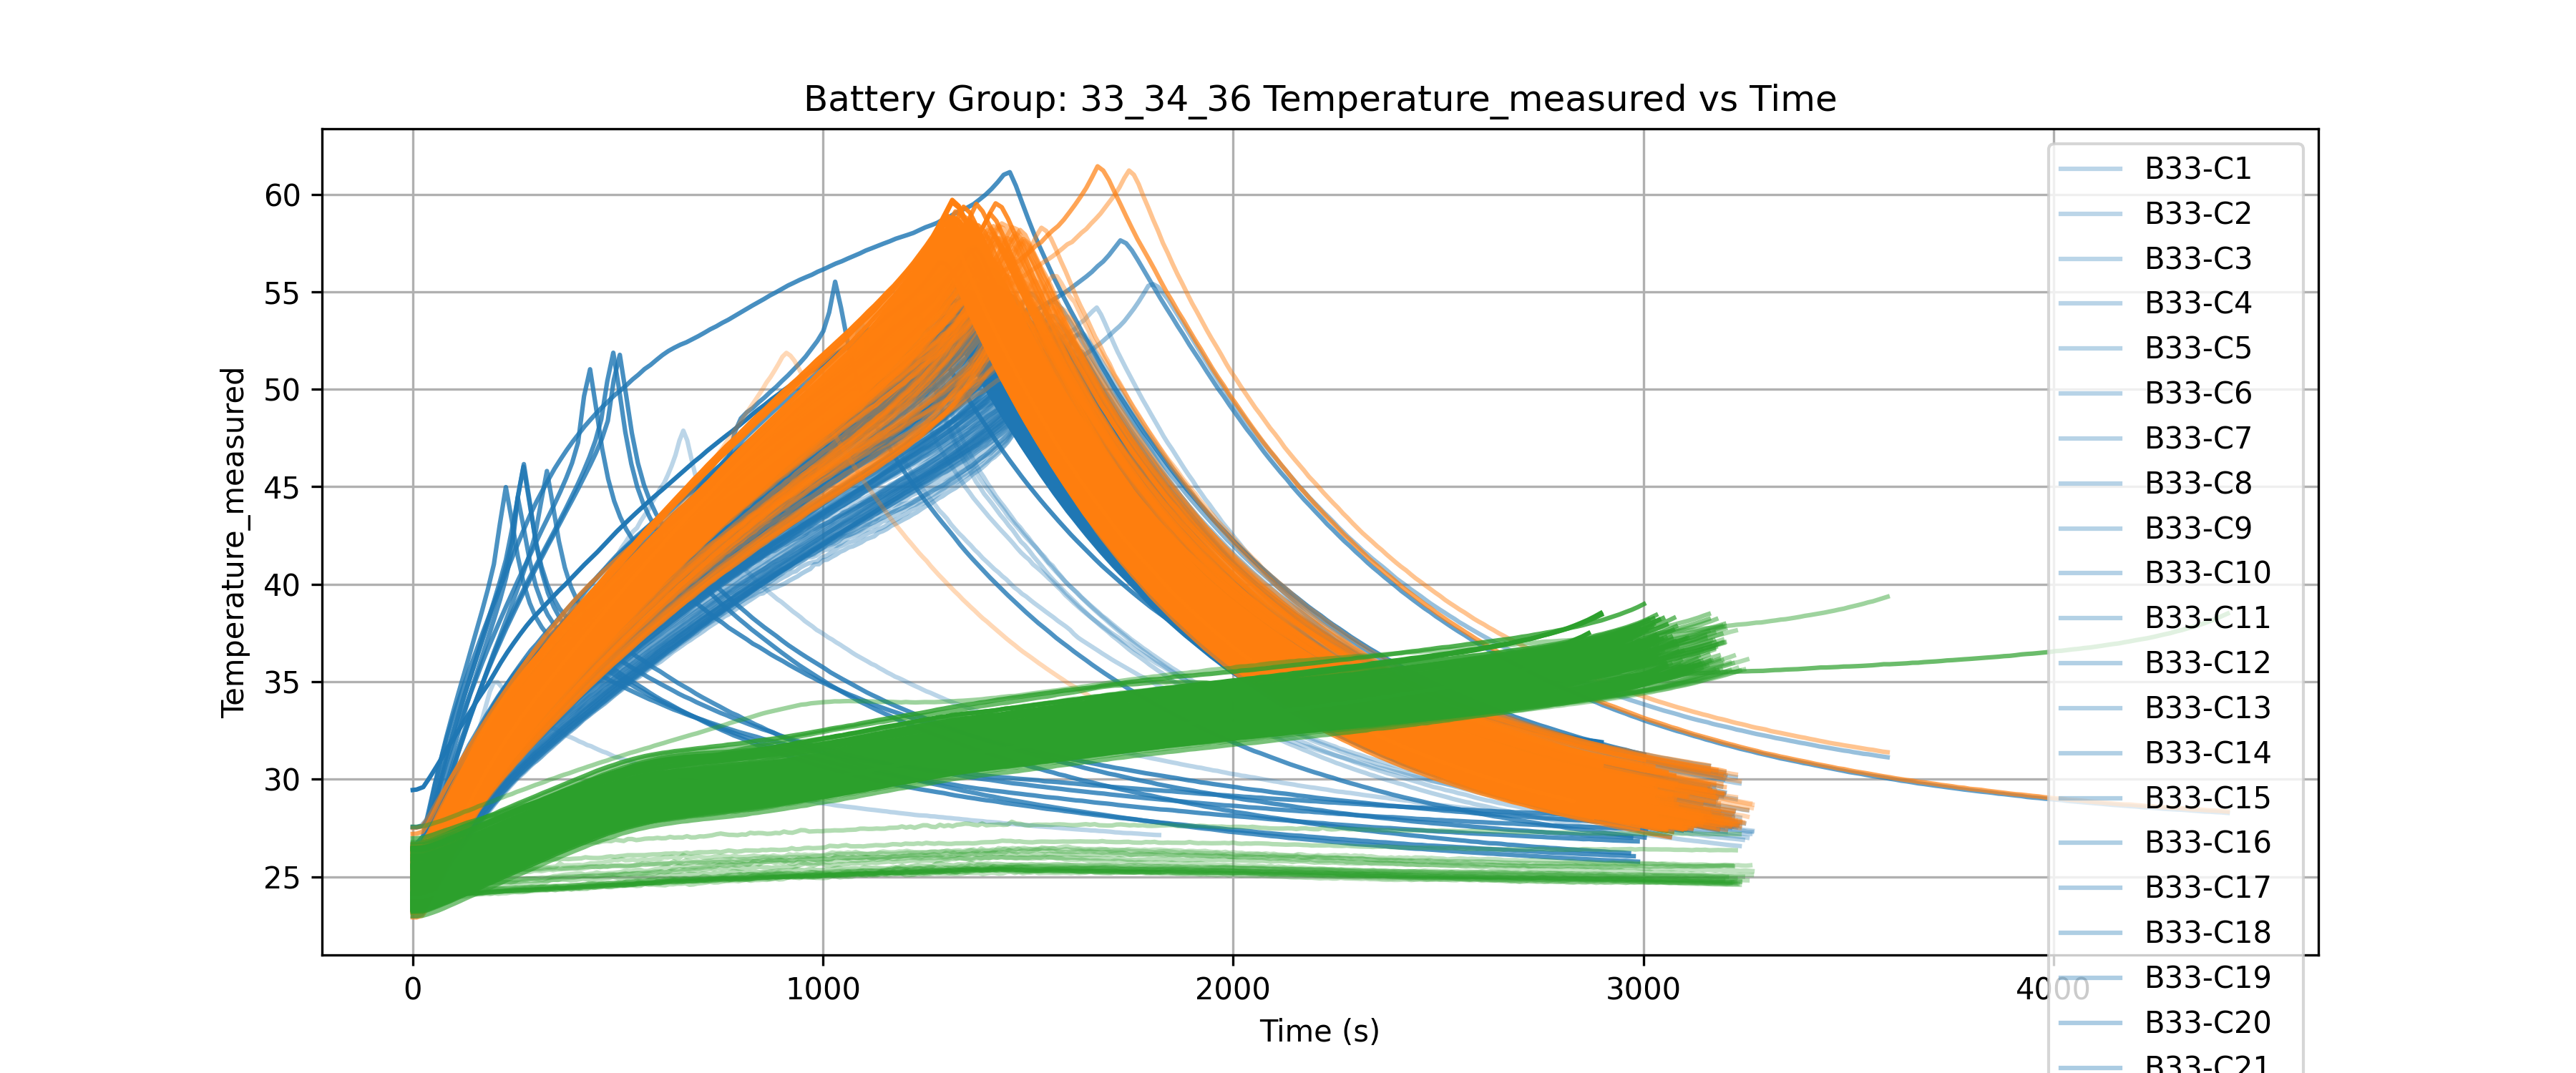 Battery Group: 33_34_36 Temperature_measured vs Time
Temperature_measured
60
55
50
45
40
35
30
25
0
1000
2000
3000
4000
Time (s)
B33-C1
B33-C2
B33-C3
B33-C4
B33-C5
B33-C6
B33-C7
B33-C8
B33-C9
B33-C10
B33-C11
B33-C12
B33-C13
B33-C14
B33-C15
B33-C16
B33-C17
B33-C18
B33-C19
B33-C20
B33-C21